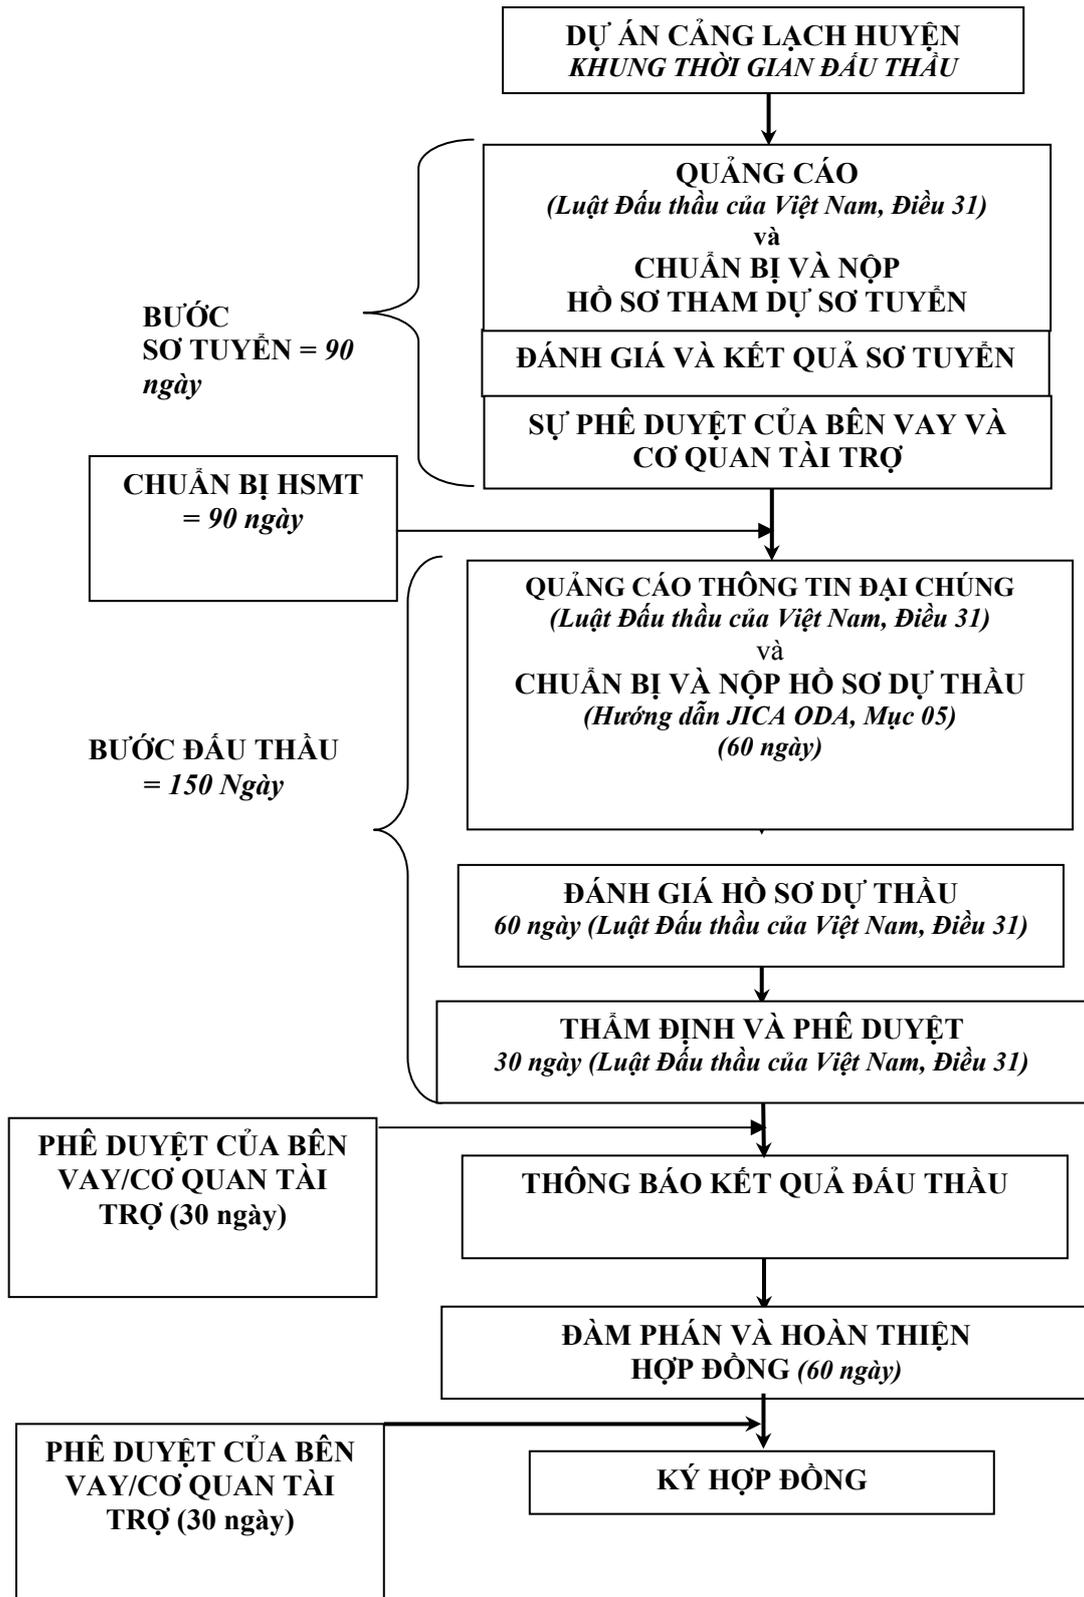 DỰ ÁN CẢNG LẠCH HUYỆN
KHUNG THỜI GIAN ĐẤU THẦU
QUẢNG CÁO
(Luật Đấu thầu của Việt Nam, Điều 31)
và
CHUẨN BỊ VÀ NỘP
HỒ SƠ THAM DỰ SƠ TUYỂN
BƯỚC
SƠ TUYỂN = 90
ngày
ĐÁNH GIÁ VÀ KẾT QUẢ SƠ TUYỂN
SỰ PHÊ DUYỆT CỦA BÊN VAY VÀ
CƠ QUAN TÀI TRỢ
CHUẨN BỊ HSMT
= 90 ngày
QUẢNG CÁO THÔNG TIN ĐẠI CHÚNG
(Luật Đấu thầu của Việt Nam, Điều 31)
và
CHUẨN BỊ VÀ NỘP HỒ SƠ DỰ THẦU
(Hướng dẫn JICA ODA, Mục 05)
(60 ngày)
BƯỚC ĐẤU THẦU
= 150 Ngày
ĐÁNH GIÁ HỒ SƠ DỰ THẦU
60 ngày (Luật Đấu thầu của Việt Nam, Điều 31)
THẨM ĐỊNH VÀ PHÊ DUYỆT
30 ngày (Luật Đấu thầu của Việt Nam, Điều 31)
PHÊ DUYỆT CỦA BÊN
VAY/CƠ QUAN TÀI
TRỢ (30 ngày)
THÔNG BÁO KẾT QUẢ ĐẤU THẦU
ĐÀM PHÁN VÀ HOÀN THIỆN
HỢP ĐỒNG (60 ngày)
PHÊ DUYỆT CỦA BÊN
VAY/CƠ QUAN TÀI
TRỢ (30 ngày)
KÝ HỢP ĐỒNG